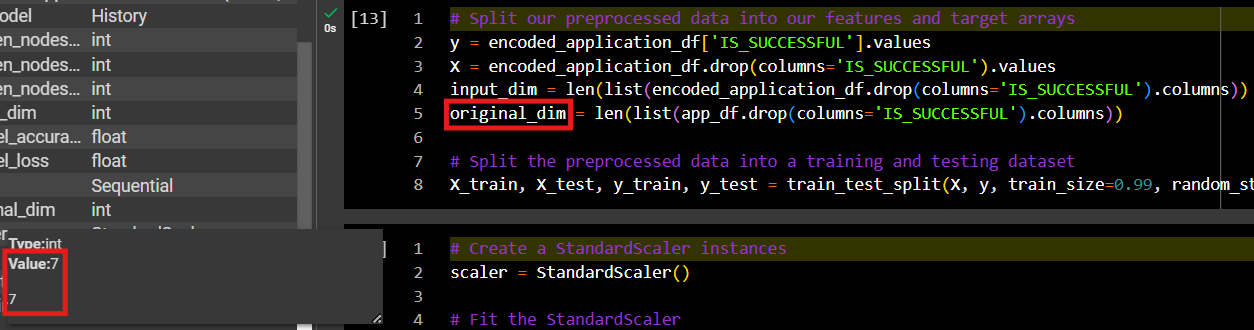 odel History
en_nodes... int
en_nodes... int
en_nodes... int
_dim int
el_accura... float
el_loss float
Sequential
nal_dim int
er
Type:int
Value:7
7
0s
[13]
1 # Split our preprocessed data into our features and target arrays
2 y = encoded_application_df['IS_SUCCESSFUL'].values
3 X = encoded_application_df.drop(columns='IS_SUCCESSFUL').values
4 input_dim = len(list(encoded_application_df.drop(columns='IS_SUCCESSFUL').columns))
5 original_dim = len(list(app_df.drop(columns='IS_SUCCESSFUL').columns))
6
7 # Split the preprocessed data into a training and testing dataset
8 X_train, X_test, y_train, y_test = train_test_split(X, y, train_size=0.99, random_st
]
1 # Create a StandardScaler instances
2 scaler = StandardScaler()
3
4 # Fit the StandardScaler